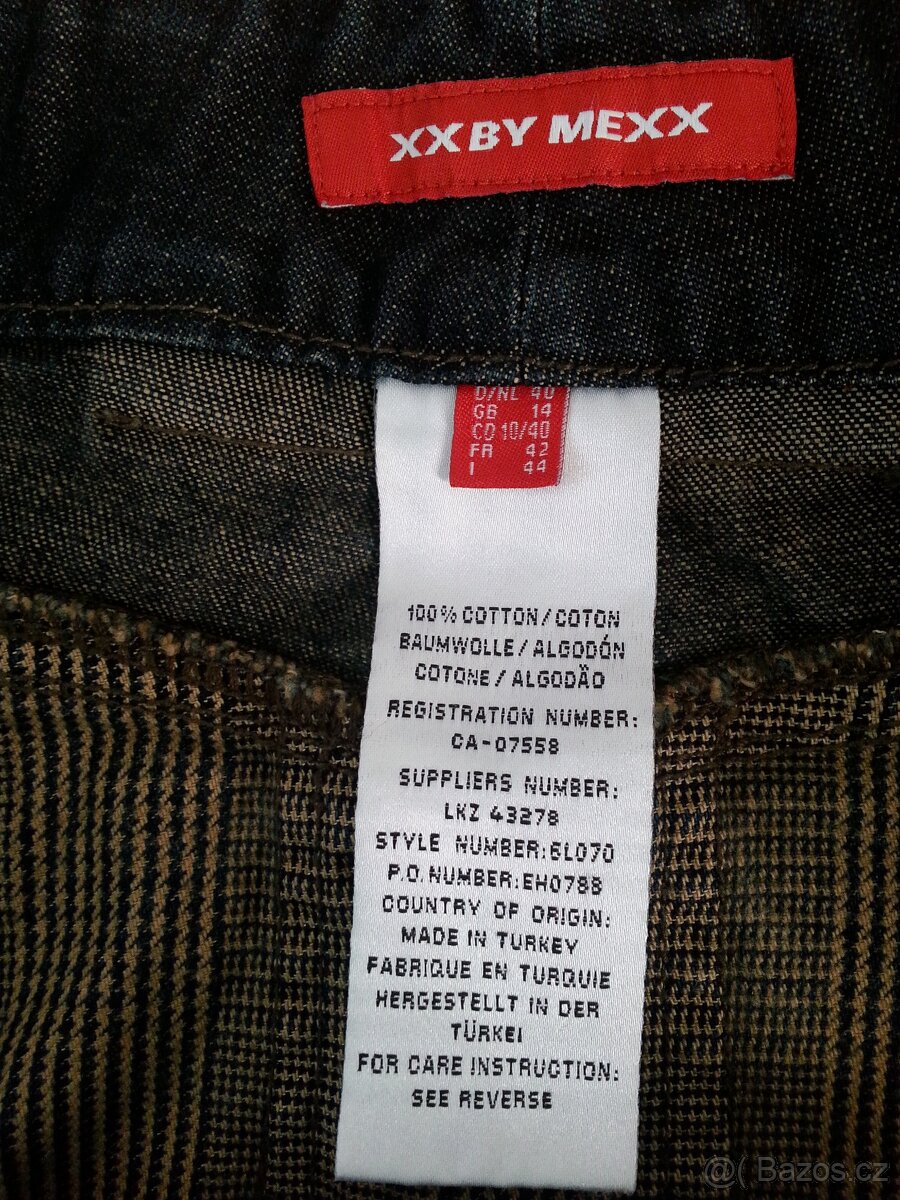 XX BY MEXX
D/NL 40
GB 14
CD 10/40
FR 42
I 44
100% COTTON/COTON
BAUMWOLLE/ALGODÓN
COTONE/ALGODÃO
REGISTRATION NUMBER:
CA-07558
SUPPLIERS NUMBER:
LKZ 43278
STYLE NUMBER:6L070
P.O.NUMBER:EH0788
COUNTRY OF ORIGIN:
MADE IN TURKEY
FABRIQUE EN TURQUIE
HERGESTELLT IN DER
TÜRKEI
FOR CARE INSTRUCTION:
SEE REVERSE
@( Bazos.cz